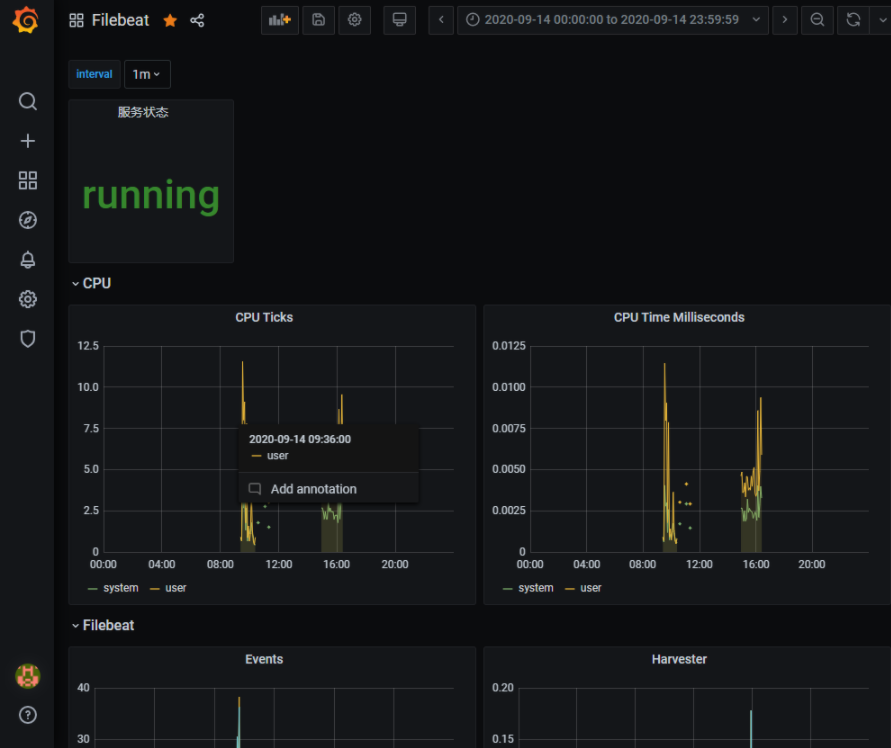 Filebeat
2020-09-14 00:00:00 to 2020-09-14 23:59:59
interval
1m
服务状态
running
CPU
CPU Ticks
12.5
10.0
7.5
5.0
2.5
0
00:00 04:00 08:00 12:00 16:00 20:00
system user
2020-09-14 09:36:00
user
Add annotation
CPU Time Milliseconds
0.0125
0.0100
0.0075
0.0050
0.0025
0
00:00 04:00 08:00 12:00 16:00 20:00
system user
Filebeat
Events
40
30
Harvester
0.20
0.15